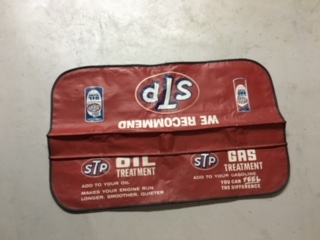 STP
WE RECOMMEND
STP OIL TREATMENT
ADD TO YOUR OIL
MAKES YOUR ENGINE RUN
LONGER, SMOOTHER, QUIETER
STP GAS TREATMENT
ADD TO YOUR GASOLINE
YOU CAN FEEL
THE DIFFERENCE